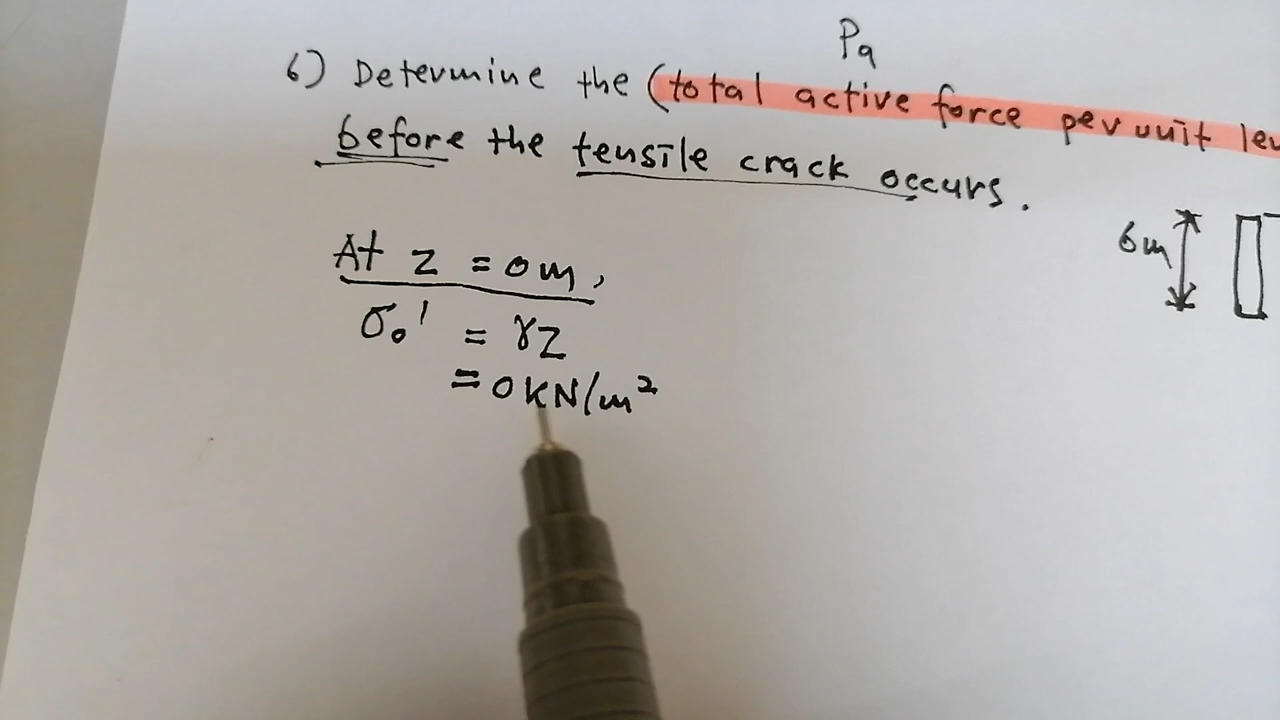 Pa
6) Determine the (total active force per unit
before the tensile crack occurs.
At z = 0m,
6m
σ₀' = γz
= 0 kN/m²